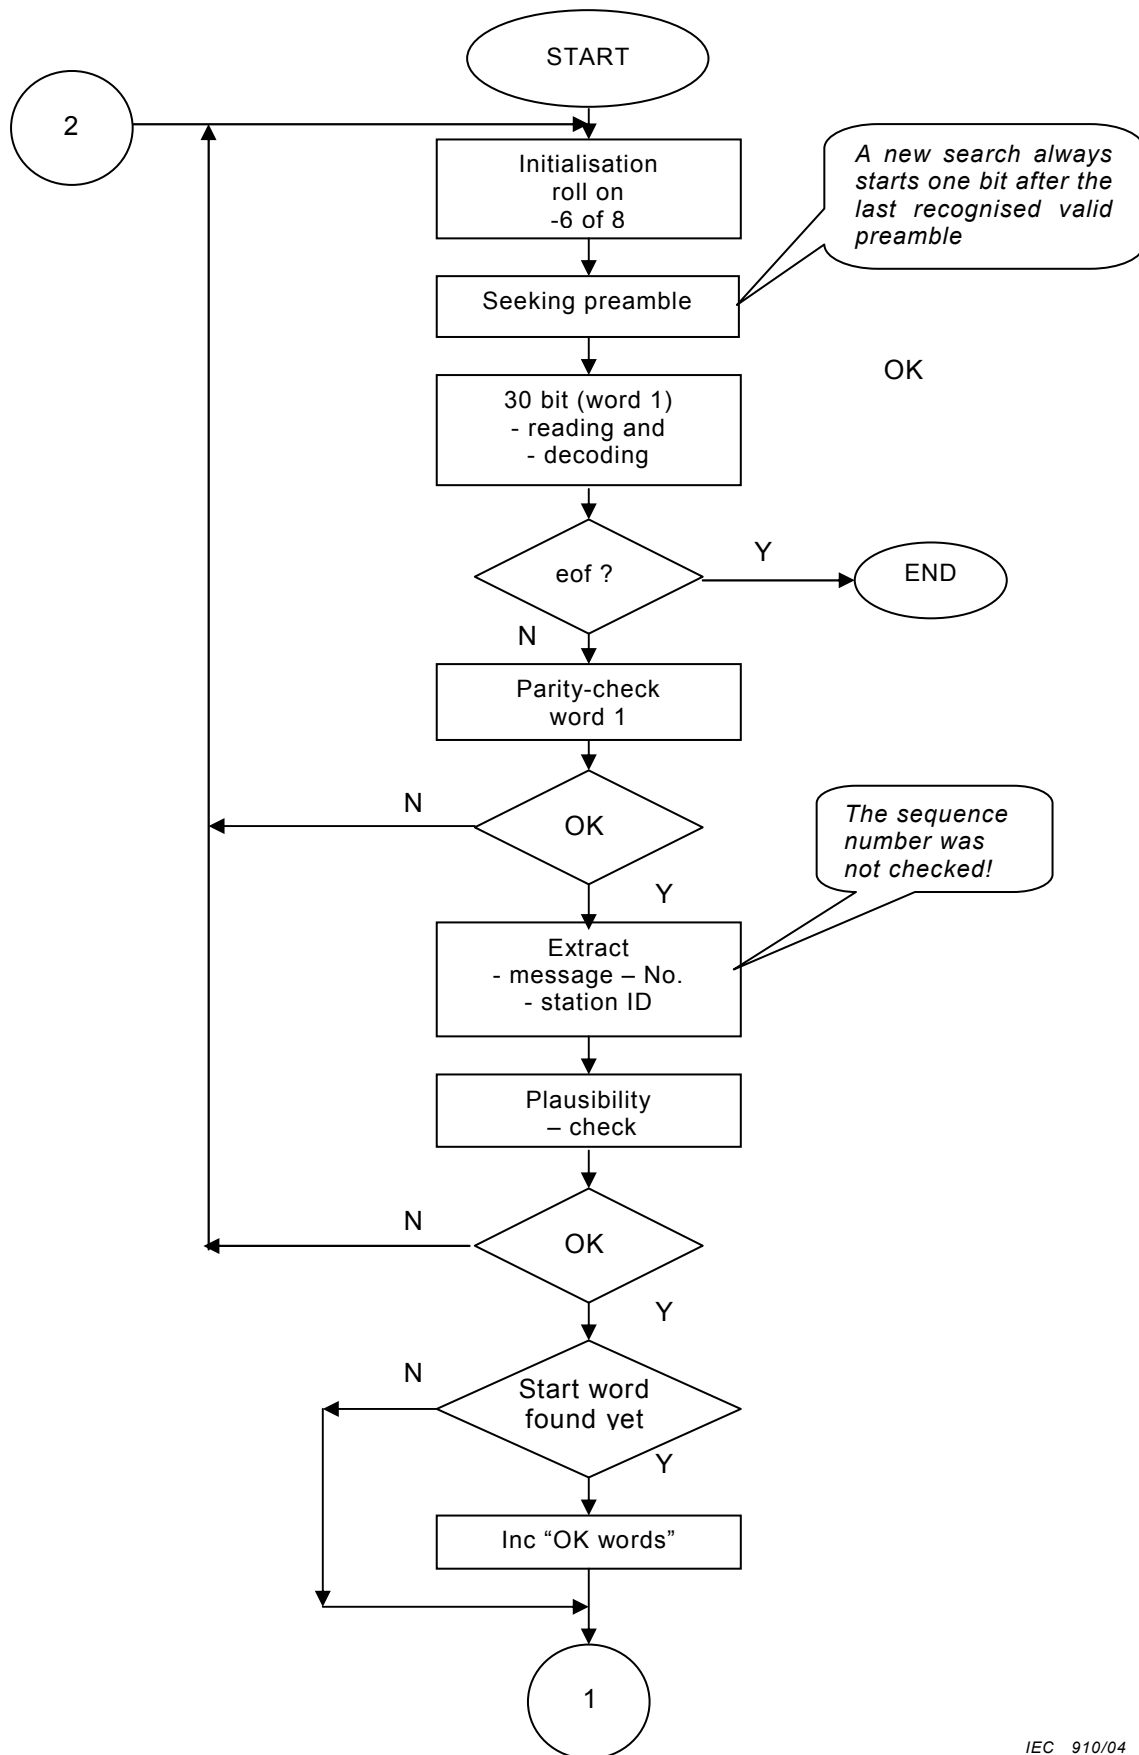 START
2
Initialisation
roll on
-6 of 8
A new search always
starts one bit after the
last recognised valid
preamble
Seeking preamble
OK
30 bit (word 1)
- reading and
- decoding
eof ?
Y
END
N
Parity-check
word 1
N
OK
The sequence
number was
not checked!
Y
Extract
- message – No.
- station ID
Plausibility
– check
N
OK
Y
N
Start word
found yet
Y
Inc “OK words”
1
IEC 910/04